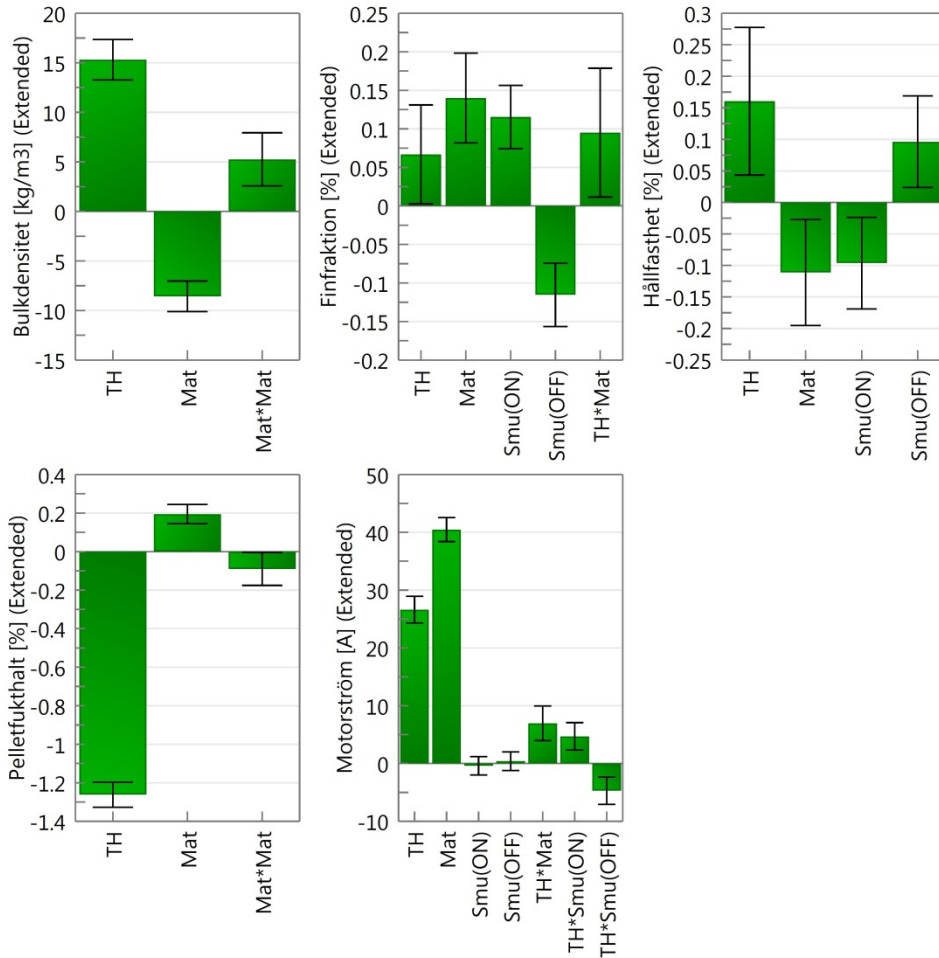 Bulkdensitet [kg/m3] (Extended)
20
15
10
5
0
-5
-10
-15
TH
Mat
Mat*Mat
Finfraktion [%] (Extended)
0.25
0.2
0.15
0.1
0.05
0
-0.05
-0.1
-0.15
-0.2
TH
Mat
Smu(ON)
Smu(OFF)
TH*Mat
Hållfasthet [%] (Extended)
0.3
0.25
0.2
0.15
0.1
0.05
0
-0.05
-0.1
-0.15
-0.2
-0.25
TH
Mat
Smu(ON)
Smu(OFF)
Pelletfukthalt [%] (Extended)
0.4
0.2
0
-0.2
-0.4
-0.6
-0.8
-1
-1.2
-1.4
TH
Mat
Mat*Mat
Motorström [A] (Extended)
50
40
30
20
10
0
-10
TH
Mat
Smu(ON)
Smu(OFF)
TH*Mat
TH*Smu(ON)
TH*Smu(OFF)